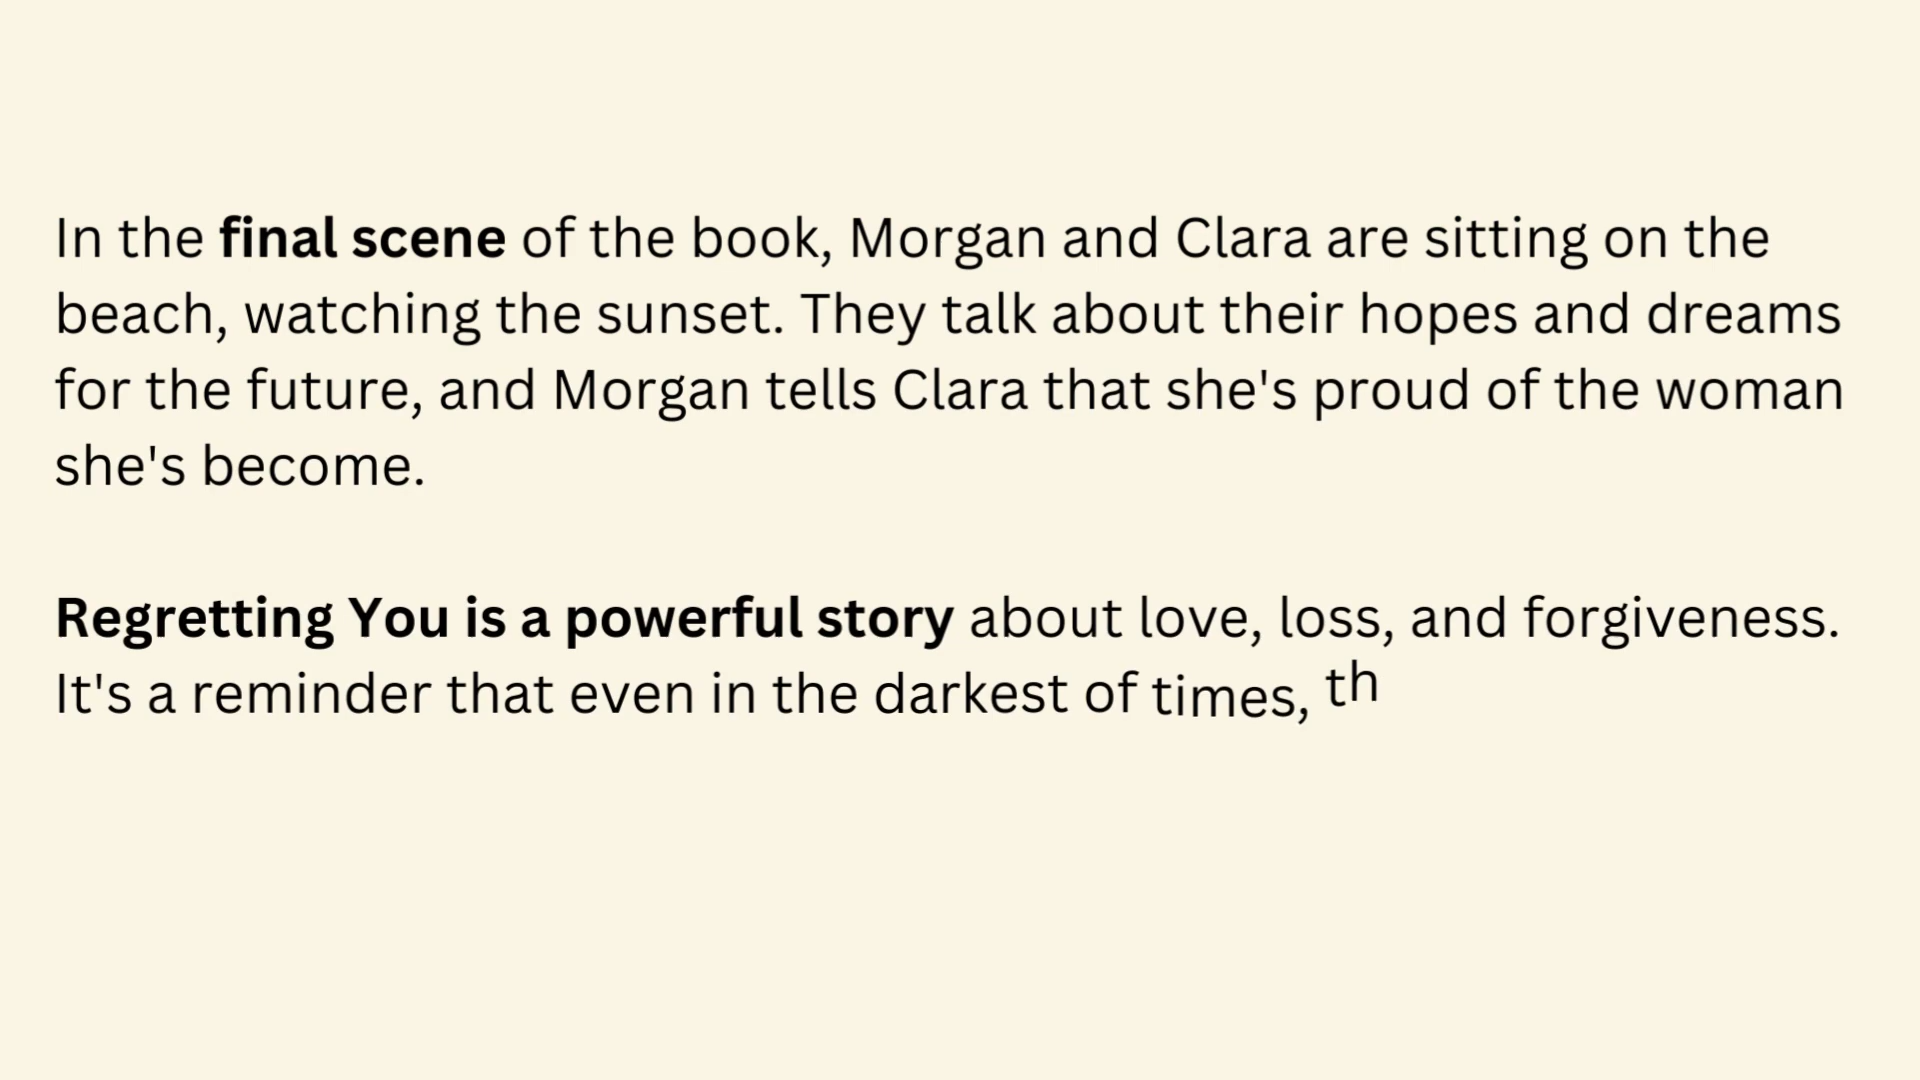 In the final scene of the book, Morgan and Clara are sitting on the
beach, watching the sunset. They talk about their hopes and dreams
for the future, and Morgan tells Clara that she's proud of the woman
she's become.
Regretting You is a powerful story about love, loss, and forgiveness.
It's a reminder that even in the darkest of times, th